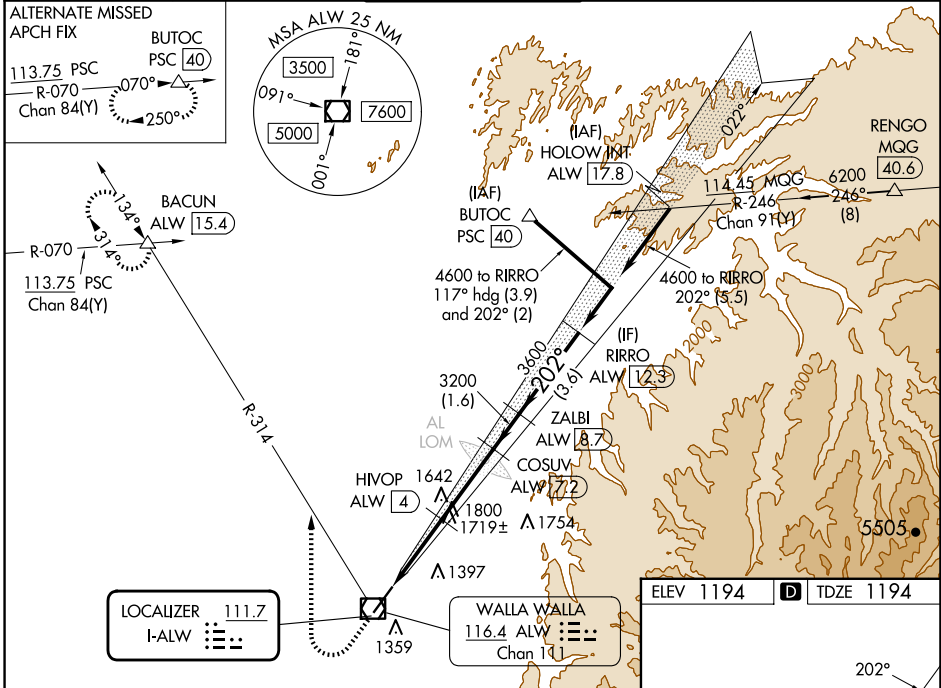 ALTERNATE MISSED
APCH FIX
BUTOC
PSC 40
113.75 PSC
R-070
Chan 84(Y)
070°
250°
MSA ALW 25 NM
181°
3500
091°
7600
5000
001°
(IAF)
HOLOW INT
ALW 17.8
022°
RENGO
MQG
40.6
114.45 MQG
R-246
Chan 91(Y)
6200
246°
(8)
(IAF)
BUTOC
PSC 40
134°
314°
BACUN
ALW 15.4
R-070
113.75 PSC
Chan 84(Y)
4600 to RIRRO
117° hdg (3.9)
and 202° (2)
4600 to RIRRO
202° (5.5)
(IF)
RIRRO
ALW 12.3
3600
202°
(3.6)
2000
3000
3200
(1.6)
ZALBI
ALW 8.7
AL
LOM
COSUV
ALW 7.2
R-314
HIVOP
ALW 4
1642
1800
1719±
1754
5505
1397
LOCALIZER 111.7
I-ALW
1359
WALLA WALLA
116.4 ALW
Chan 111
ELEV 1194
D
TDZE 1194
202°